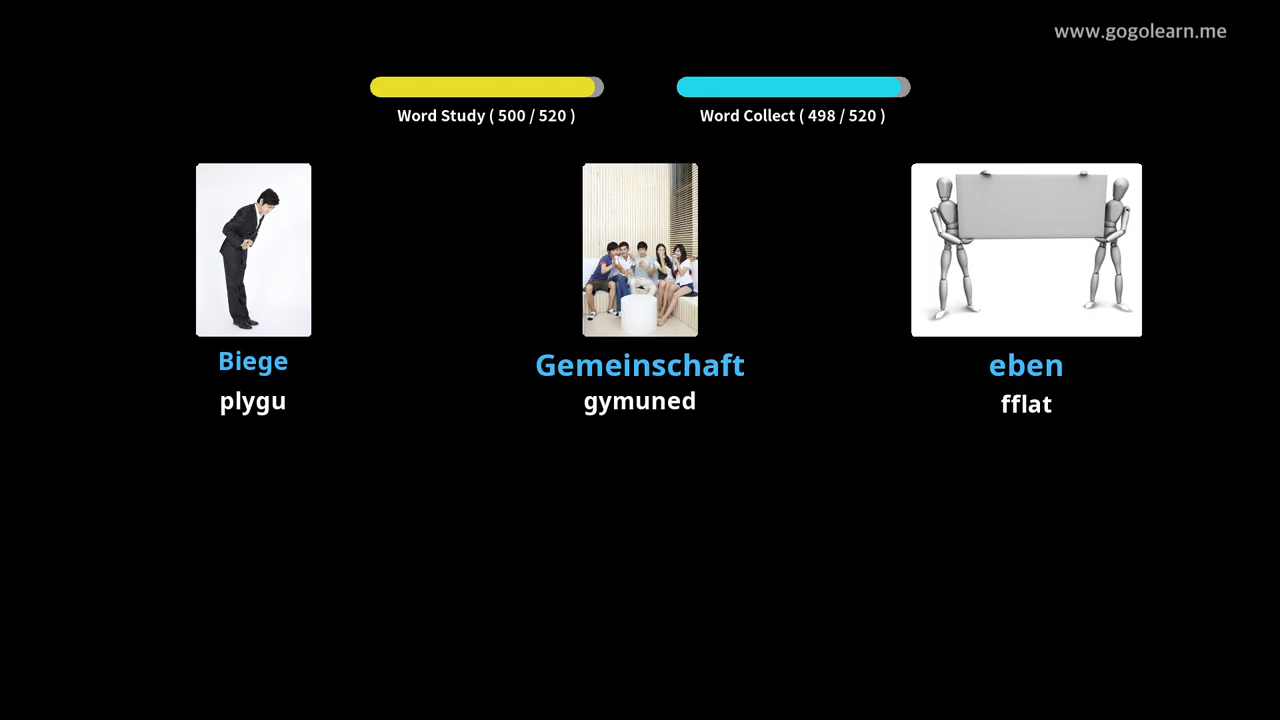 www.gogolearn.me
Word Study ( 500 / 520 )
Word Collect ( 498 / 520 )
Biege
plygu
Gemeinschaft
gymuned
eben
fflat